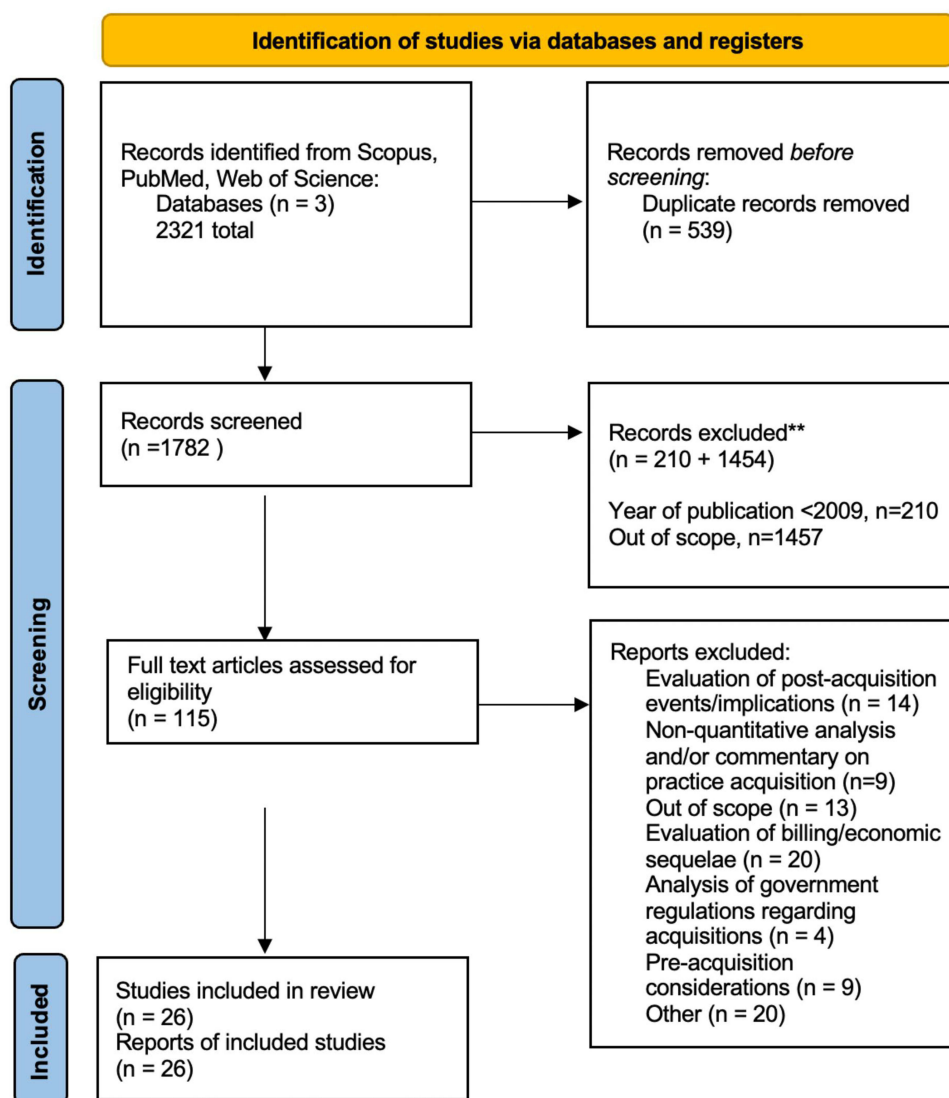 Identification of studies via databases and registers
Identification
Records identified from Scopus,
PubMed, Web of Science:
Databases (n = 3)
2321 total
Records removed before
screening:
Duplicate records removed
(n = 539)
Screening
Records screened
(n =1782 )
Records excluded**
(n = 210 + 1454)
Year of publication <2009, n=210
Out of scope, n=1457
Full text articles assessed for
eligibility
(n = 115)
Reports excluded:
Evaluation of post-acquisition
events/implications (n = 14)
Non-quantitative analysis
and/or commentary on
practice acquisition (n=9)
Out of scope (n = 13)
Evaluation of billing/economic
sequelae (n = 20)
Analysis of government
regulations regarding
acquisitions (n = 4)
Pre-acquisition
considerations (n = 9)
Other (n = 20)
Included
Studies included in review
(n = 26)
Reports of included studies
(n = 26)